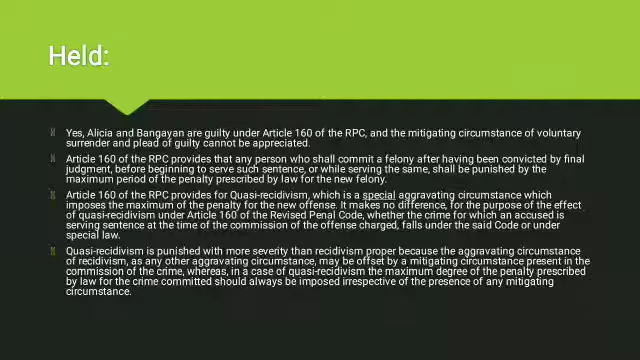 Held:
Yes, Alicia and Bangayan are guilty under Article 160 of the RPC, and the mitigating circumstance of voluntary
surrender and plead of guilty cannot be appreciated.
Article 160 of the RPC provides that any person who shall commit a felony after having been convicted by final
judgment, before beginning to serve such sentence, or while serving the same, shall be punished by the
maximum period of the penalty prescribed by law for the new felony.
Article 160 of the RPC provides for Quasi-recidivism, which is a special aggravating circumstance which
imposes the maximum of the penalty for the new offense. It makes no difference, for the purpose of the effect
of quasi-recidivism under Article 160 of the Revised Penal Code, whether the crime for which an accused is
serving sentence at the time of the commission of the offense charged, falls under the said Code or under
special law.
Quasi-recidivism is punished with more severity than recidivism proper because the aggravating circumstance
of recidivism, as any other aggravating circumstance, may be offset by a mitigating circumstance present in the
commission of the crime, whereas, in a case of quasi-recidivism the maximum degree of the penalty prescribed
by law for the crime committed should always be imposed irrespective of the presence of any mitigating
circumstance.